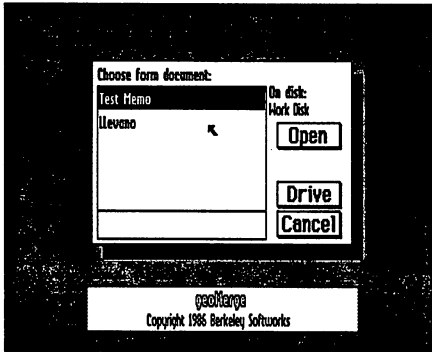 Choose form document:
Test Memo
Llevano
On disk:
Work Disk
Open
Drive
Cancel
geoMerge
Copyright 1986 Berkeley Softworks